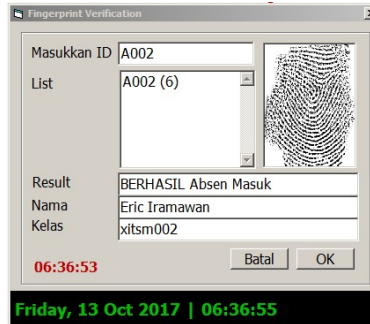 Fingerprint Verification
Masukkan ID A002
List A002 (6)
Result BERHASIL Absen Masuk
Nama Eric Iramawan
Kelas xitsm002
06:36:53 Batal OK
Friday, 13 Oct 2017 | 06:36:55